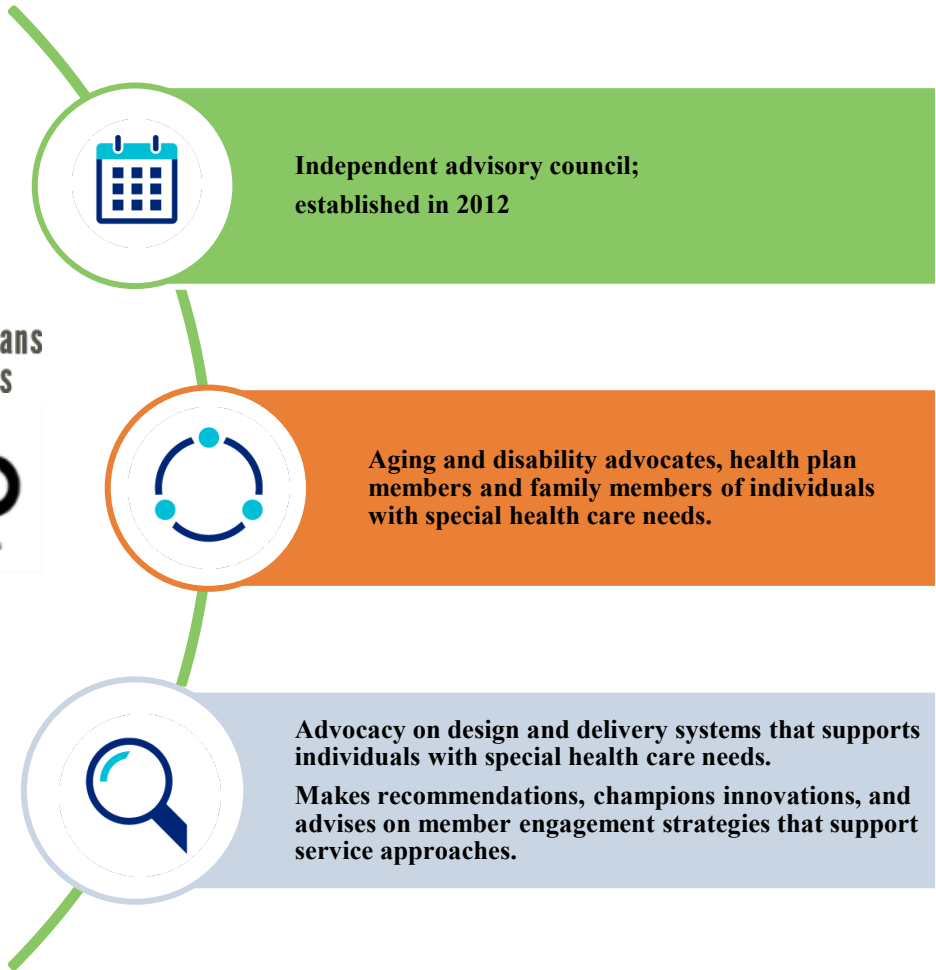 Independent advisory council;
established in 2012
ans
s
Aging and disability advocates, health plan
members and family members of individuals
with special health care needs.
Advocacy on design and delivery systems that supports
individuals with special health care needs.
Makes recommendations, champions innovations, and
advises on member engagement strategies that support
service approaches.